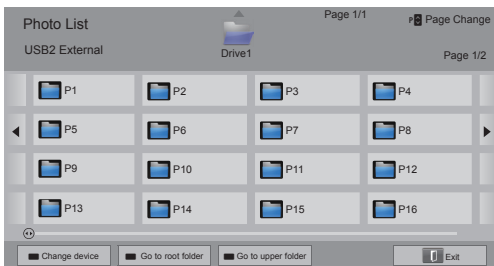 Photo List
Page 1/1
P Page Change
USB2 External
Drive1
Page 1/2
P1 P2 P3 P4
P5 P6 P7 P8
P9 P10 P11 P12
P13 P14 P15 P16
Change device Go to root folder Go to upper folder Exit